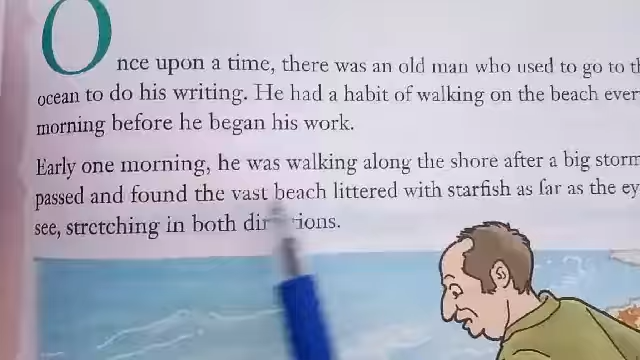 Once upon a time, there was an old man who used to go to
ocean to do his writing. He had a habit of walking on the beach
morning before he began his work.
Early one morning, he was walking along the shore after a big storm
passed and found the vast beach littered with starfish as far as the
see, stretching in both